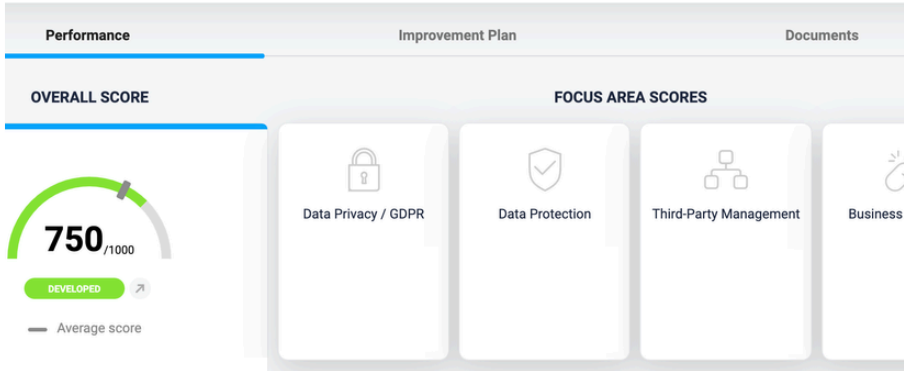 Performance
Improvement Plan
Documents
OVERALL SCORE
FOCUS AREA SCORES
750/1000
DEVELOPED
Average score
Data Privacy / GDPR
Data Protection
Third-Party Management
Business